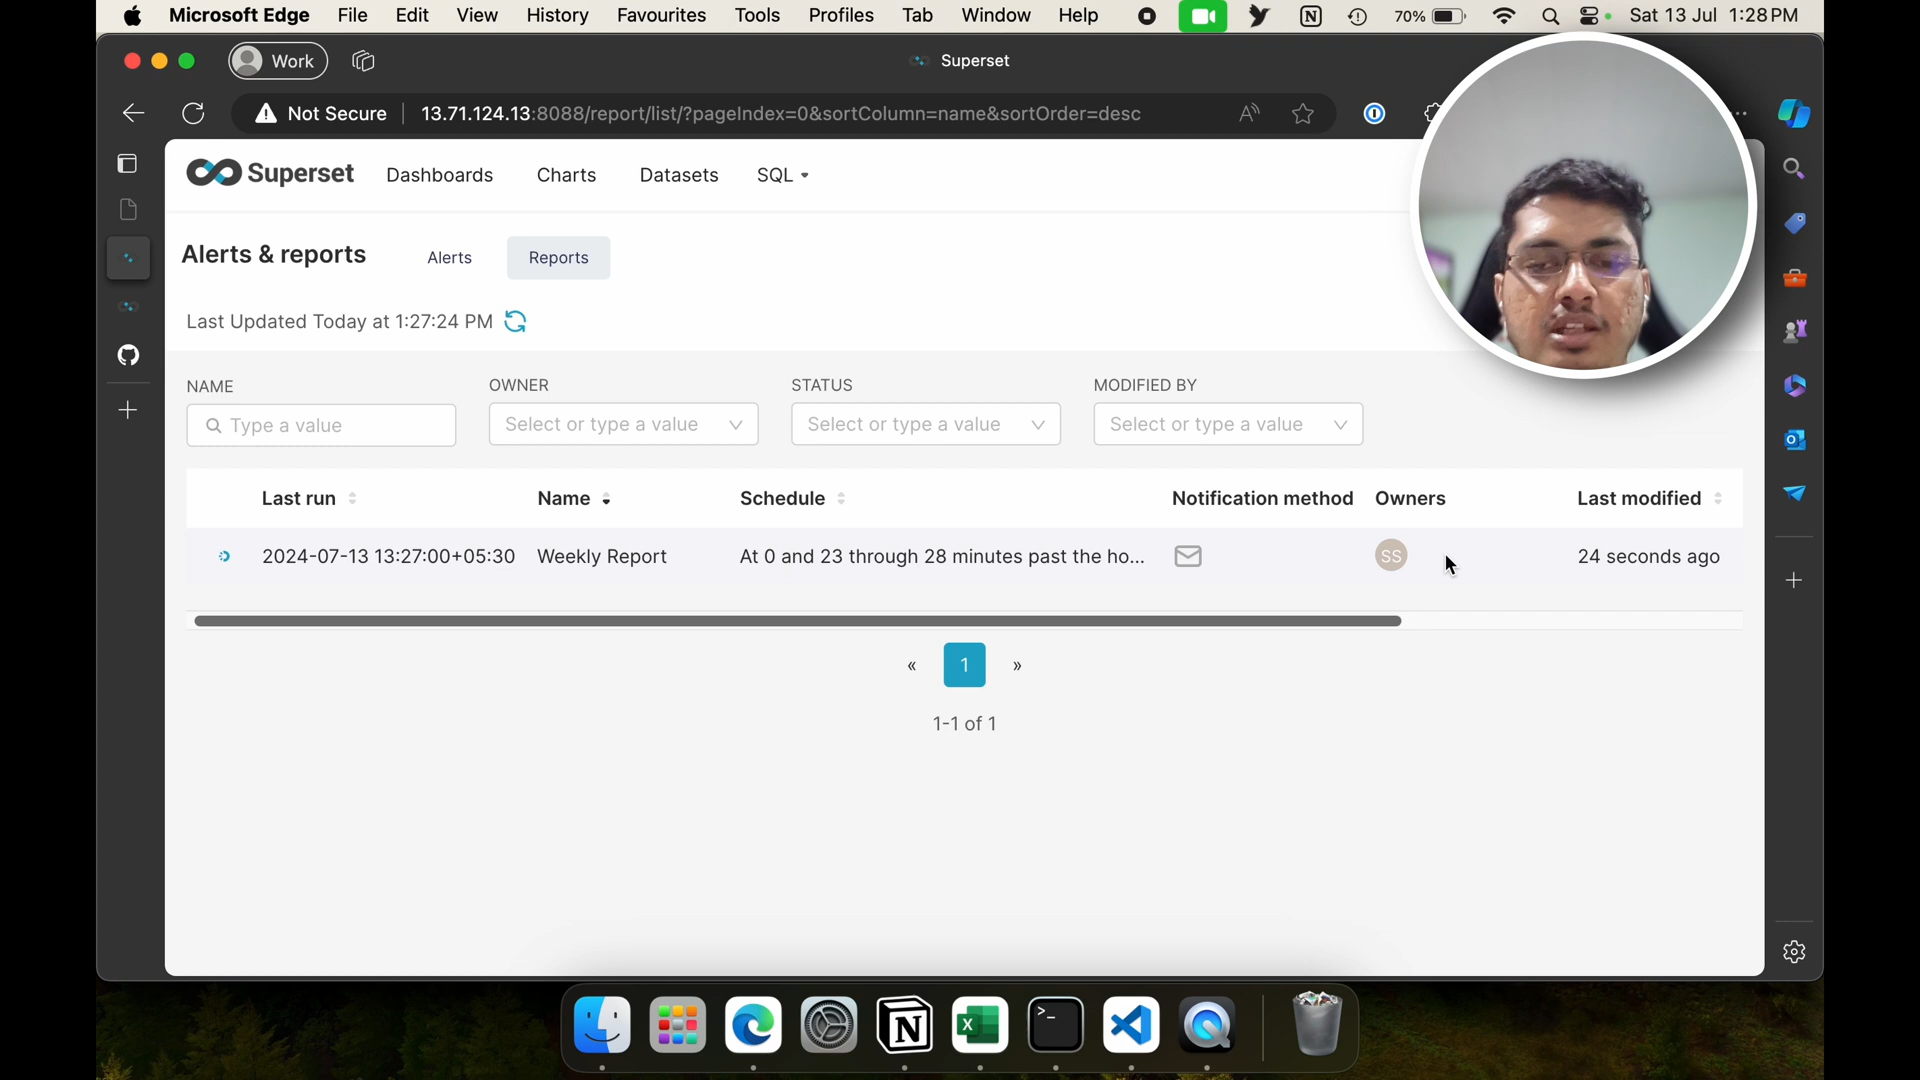 Microsoft Edge File Edit View History Favourites Tools Profiles Tab Window Help 70% Sat 13 Jul 1:28 PM
Work
Superset
Not Secure 13.71.124.13:8088/report/list/?pageIndex=0&sortColumn=name&sortOrder=desc
Superset Dashboards Charts Datasets SQL
Alerts & reports Alerts Reports
Last Updated Today at 1:27:24 PM
NAME OWNER STATUS MODIFIED BY
Type a value Select or type a value Select or type a value Select or type a value
Last run Name Schedule Notification method Owners Last modified
2024-07-13 13:27:00+05:30 Weekly Report At 0 and 23 through 28 minutes past the ho... SS 24 seconds ago
« 1 »
1-1 of 1